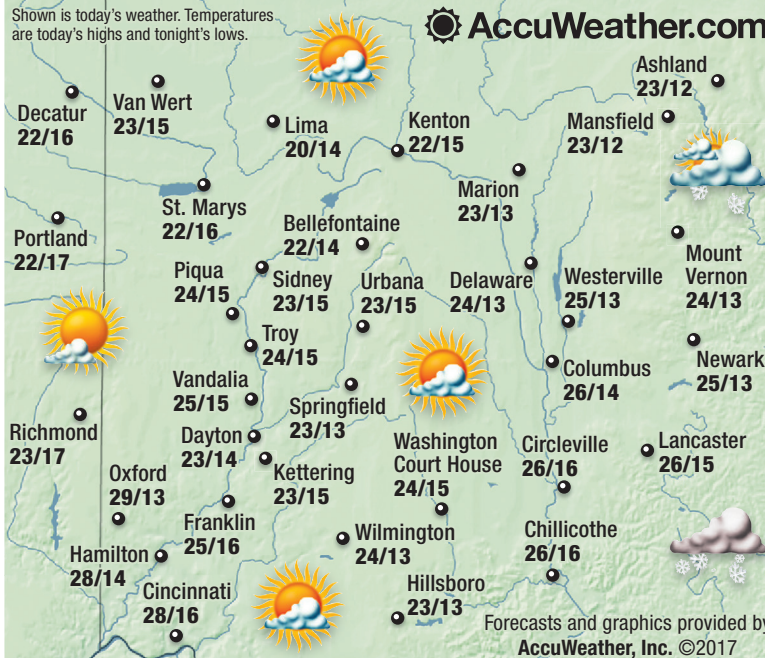 Shown is today's weather. Temperatures
are today's highs and tonight's lows.
AccuWeather.com
Ashland
23/12
Decatur
22/16
Van Wert
23/15
Lima
20/14
Kenton
22/15
Mansfield
23/12
Marion
23/13
St. Marys
22/16
Portland
22/17
Bellefontaine
22/14
Mount
Vernon
24/13
Piqua
24/15
Sidney
23/15
Urbana
23/15
Delaware
24/13
Westerville
25/13
Troy
24/15
Columbus
26/14
Newark
25/13
Vandalia
25/15
Springfield
23/13
Richmond
23/17
Dayton
23/14
Kettering
23/15
Washington
Court House
24/15
Circleville
26/16
Lancaster
26/15
Oxford
29/13
Franklin
25/16
Wilmington
24/13
Chillicothe
26/16
Hamilton
28/14
Cincinnati
28/16
Hillsboro
23/13
Forecasts and graphics provided by
AccuWeather, Inc. ©2017